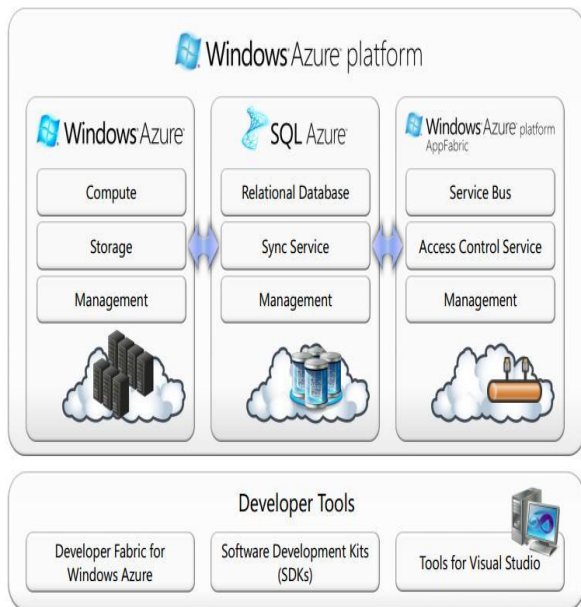 Windows Azure platform
Windows Azure
SQL Azure
Windows Azure platform
AppFabric
Compute
Relational Database
Service Bus
Storage
Sync Service
Access Control Service
Management
Management
Management
Developer Tools
Developer Fabric for
Windows Azure
Software Development Kits
(SDKs)
Tools for Visual Studio